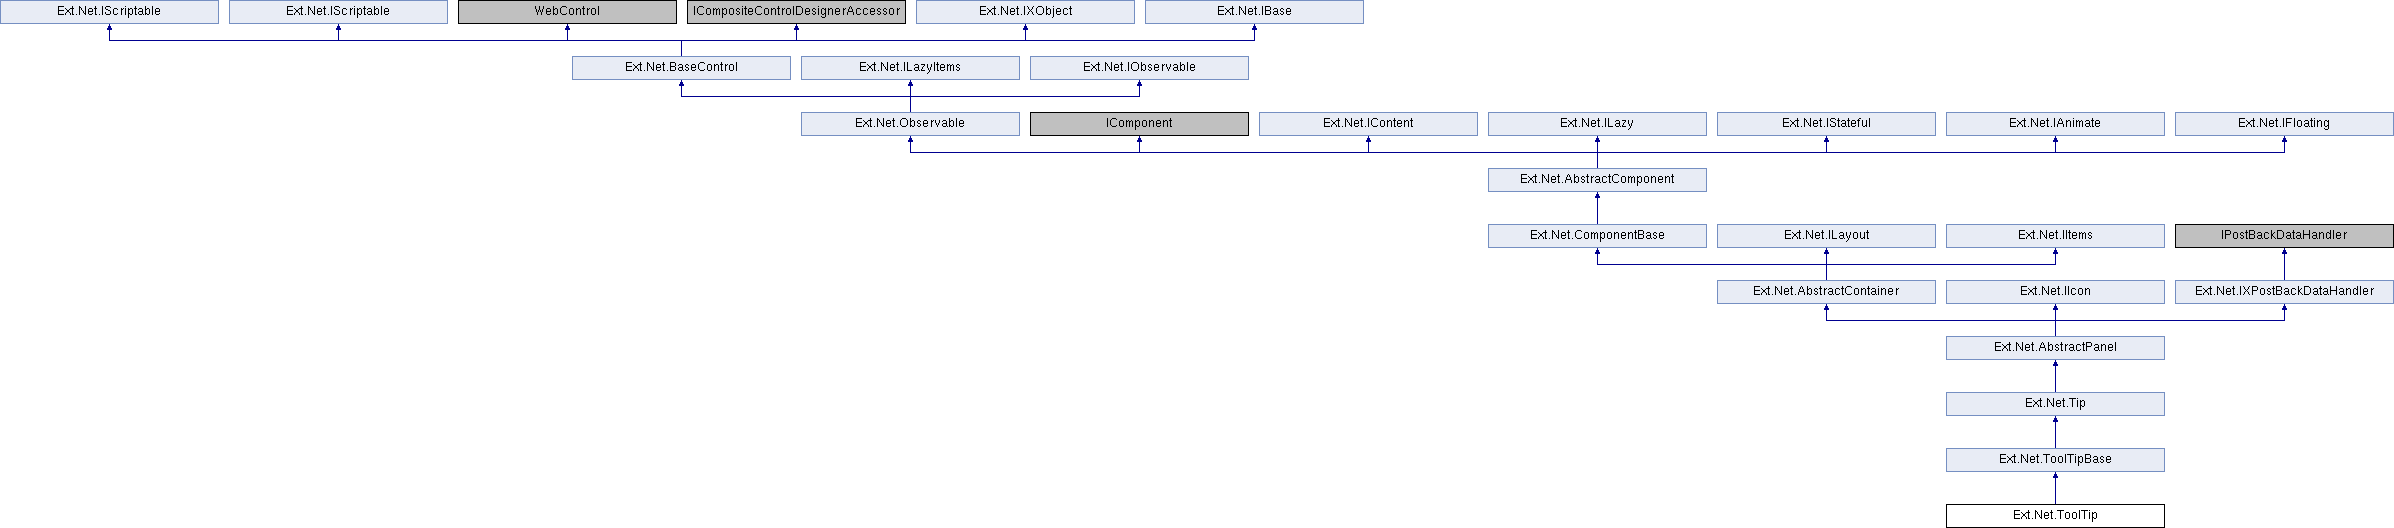 Ext.Net.IScriptable
Ext.Net.IScriptable
WebControl
ICompositeControlDesignerAccessor
Ext.Net.IXObject
Ext.Net.IBase
Ext.Net.BaseControl
Ext.Net.ILazyItems
Ext.Net.IObservable
Ext.Net.Observable
IComponent
Ext.Net.IContent
Ext.Net.ILazy
Ext.Net.IStateful
Ext.Net.IAnimate
Ext.Net.IFloating
Ext.Net.AbstractComponent
Ext.Net.ComponentBase
Ext.Net.ILayout
Ext.Net.IItems
IPostBackDataHandler
Ext.Net.AbstractContainer
Ext.Net.IIcon
Ext.Net.IXPostBackDataHandler
Ext.Net.AbstractPanel
Ext.Net.Tip
Ext.Net.ToolTipBase
Ext.Net.ToolTip